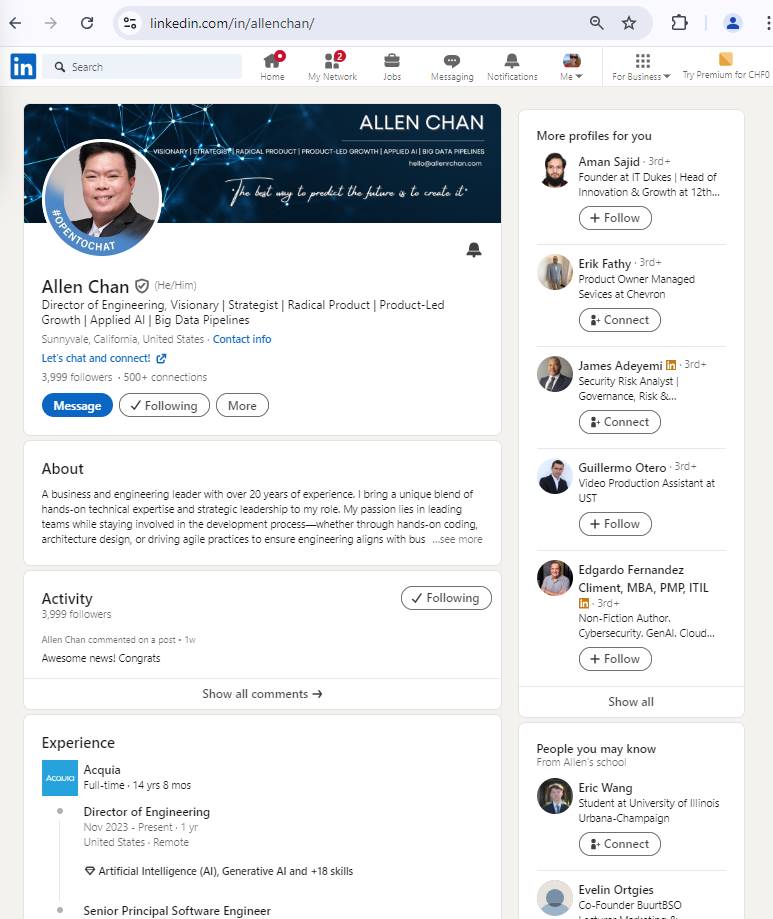 linkedin.com/in/allenchan/
in
Search
Home
2
My Network
Jobs
Messaging
Notifications
Me
For Business
Try Premium for CHF0
ALLEN CHAN
VISIONARY | STRATEGIST | RADICAL PRODUCT | PRODUCT-LED GROWTH | APPLIED AI | BIG DATA PIPELINES
hello@allenrchan.com
"The best way to predict the future is to create it"
#OPENTOCHAT
Allen Chan (He/Him)
Director of Engineering, Visionary | Strategist | Radical Product | Product-Led
Growth | Applied AI | Big Data Pipelines
Sunnyvale, California, United States · Contact info
Let's chat and connect!
3,999 followers · 500+ connections
Message
Following
More
About
A business and engineering leader with over 20 years of experience. I bring a unique blend of
hands-on technical expertise and strategic leadership to my role. My passion lies in leading
teams while staying involved in the development process—whether through hands-on coding,
architecture design, or driving agile practices to ensure engineering aligns with bus ...see more
Activity
3,999 followers
Following
Allen Chan commented on a post • 1w
Awesome news! Congrats
Show all comments →
Experience
Acquia
Acquia
Full-time · 14 yrs 8 mos
Director of Engineering
Nov 2023 - Present · 1 yr
United States · Remote
Artificial Intelligence (AI), Generative AI and +18 skills
Senior Principal Software Engineer
More profiles for you
Aman Sajid · 3rd+
Founder at IT Dukes | Head of
Innovation & Growth at 12th...
+ Follow
Erik Fathy · 3rd+
Product Owner Managed
Sevices at Chevron
Connect
James Adeyemi in · 3rd+
Security Risk Analyst |
Governance, Risk &...
Connect
Guillermo Otero · 3rd+
Video Production Assistant at
UST
+ Follow
Edgardo Fernandez
Climent, MBA, PMP, ITIL
in · 3rd+
Non-Fiction Author.
Cybersecurity. GenAI. Cloud...
+ Follow
Show all
People you may know
From Allen's school
Eric Wang
Student at University of Illinois
Urbana-Champaign
Connect
Evelin Ortgies
Co-Founder BuurtBSO
Lecturer Marketing &